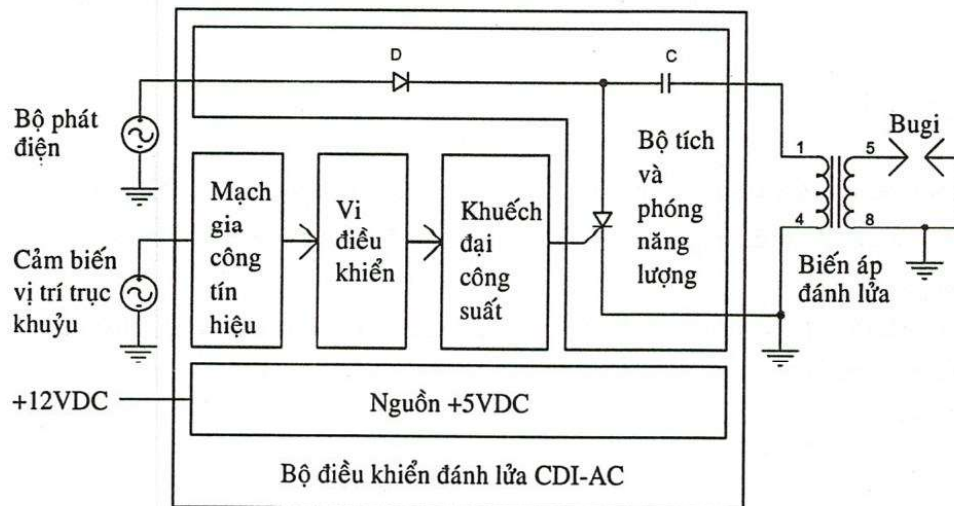 D
C
Bộ phát
điện
1
5
Bugi
4
8
Mạch
gia
công
tín
hiệu
Vi
điều
khiển
Khuếch
đại
công
suất
Bộ tích
và
phóng
năng
lượng
Cảm biến
vị trí trục
khuỷu
Biến áp
đánh lửa
+12VDC
Nguồn +5VDC
Bộ điều khiển đánh lửa CDI-AC